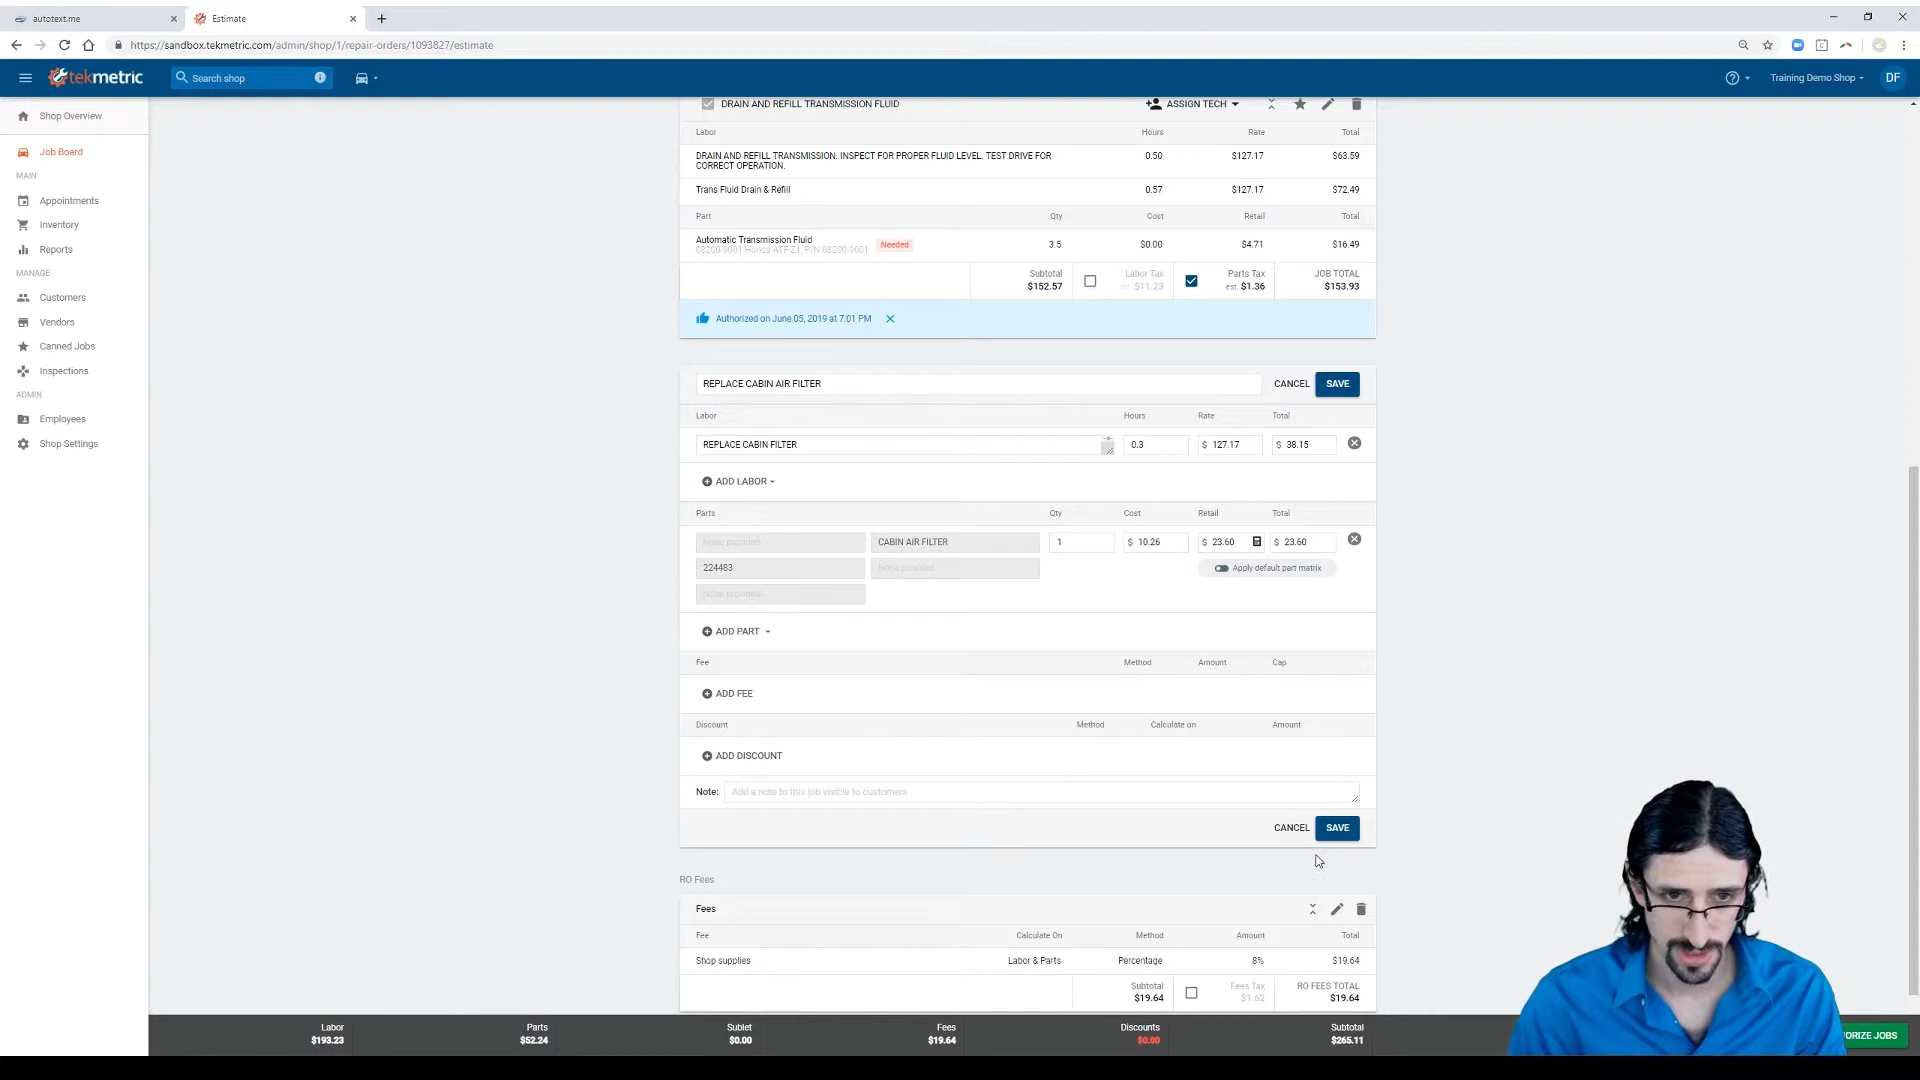 autotext.me
Estimate
https://sandbox.tekmetric.com/admin/shop/1/repair-orders/1093827/estimate
tekmetric
Search shop
Training Demo Shop
DF
Shop Overview
Job Board
MAIN
Appointments
Inventory
Reports
MANAGE
Customers
Vendors
Canned Jobs
Inspections
ADMIN
Employees
Shop Settings
DRAIN AND REFILL TRANSMISSION FLUID
ASSIGN TECH
Labor Hours Rate Total
DRAIN AND REFILL TRANSMISSION. INSPECT FOR PROPER FLUID LEVEL. TEST DRIVE FOR 0.50 $127.17 $63.59
CORRECT OPERATION.
Trans Fluid Drain & Refill 0.57 $127.17 $72.49
Part Qty Cost Retail Total
Automatic Transmission Fluid Needed 3.5 $0.00 $4.71 $16.49
08200-9001 Honda ATF-Z1, P/N 08200-9001
Subtotal Labor Tax Parts Tax JOB TOTAL
$152.57 est. $11.23 est. $1.36 $153.93
Authorized on June 05, 2019 at 7:01 PM
REPLACE CABIN AIR FILTER CANCEL SAVE
Labor Hours Rate Total
REPLACE CABIN FILTER 0.3 $ 127.17 $ 38.15
ADD LABOR
Parts Qty Cost Retail Total
None provided CABIN AIR FILTER 1 $ 10.26 $ 23.60 $ 23.60
224483 None provided Apply default part matrix
None provided
ADD PART
Fee Method Amount Cap
ADD FEE
Discount Method Calculate on Amount
ADD DISCOUNT
Note: Add a note to this job visible to customers
CANCEL SAVE
RO Fees
Fees
Fee Calculate On Method Amount Total
Shop supplies Labor & Parts Percentage 8% $19.64
Subtotal Fees Tax RO FEES TOTAL
$19.64 $1.62 $19.64
Labor Parts Sublet Fees Discounts Subtotal
$193.23 $52.24 $0.00 $19.64 $0.00 $265.11
ORIZE JOBS